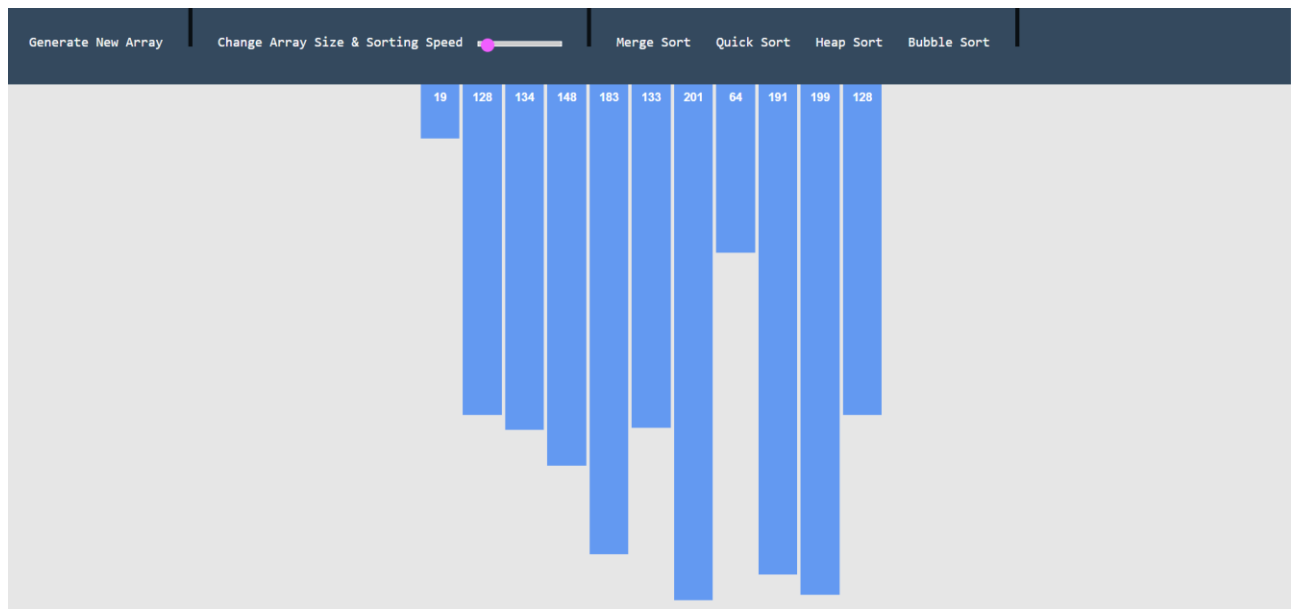 Generate New Array Change Array Size & Sorting Speed Merge Sort Quick Sort Heap Sort Bubble Sort
19 128 134 148 183 133 201 64 191 199 128